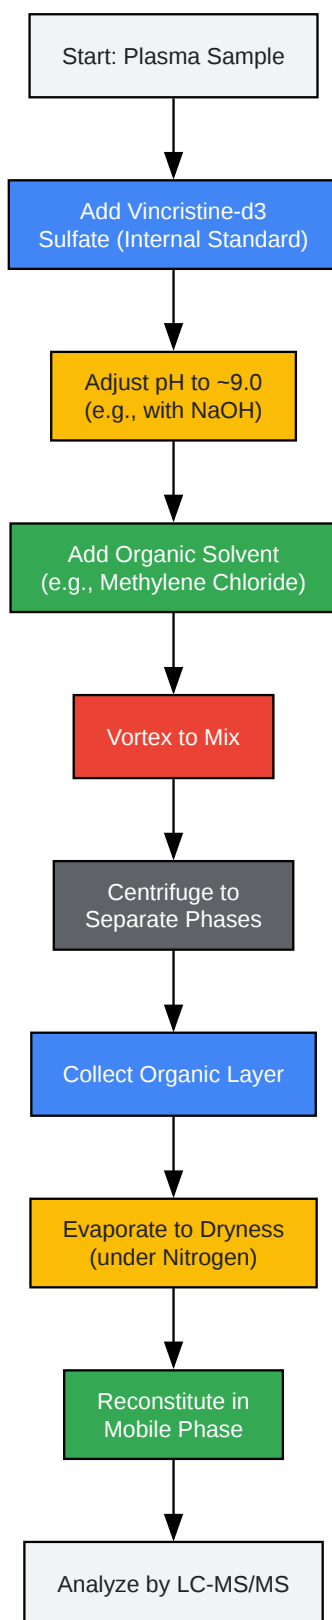 Start: Plasma Sample
Add Vincristine-d3
Sulfate (Internal Standard)
Adjust pH to ~9.0
(e.g., with NaOH)
Add Organic Solvent
(e.g., Methylene Chloride)
Vortex to Mix
Centrifuge to
Separate Phases
Collect Organic Layer
Evaporate to Dryness
(under Nitrogen)
Reconstitute in
Mobile Phase
Analyze by LC-MS/MS